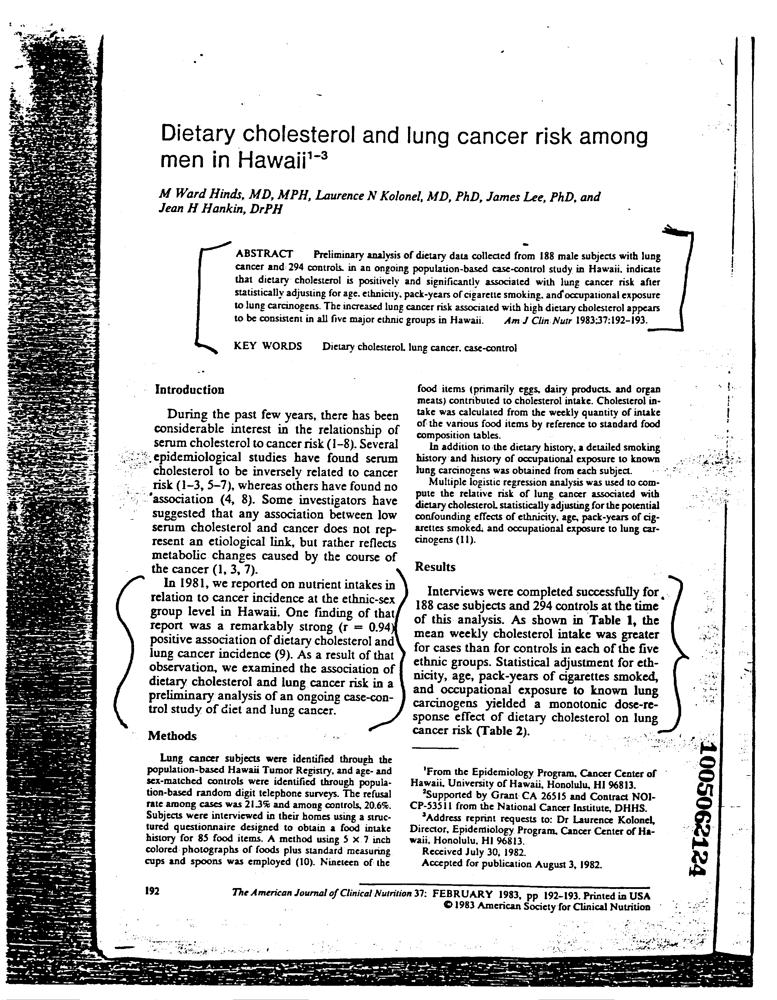 Dietary cholesterol and lung cancer risk among
men in Hawaii¹⁻³
M Ward Hinds, MD, MPH, Laurence N Kolonel, MD, PhD, James Lee, PhD, and
Jean H Hankin, DrPH
ABSTRACT Preliminary analysis of dietary data collected from 188 male subjects with lung
cancer and 294 controls. in an ongoing population-based case-control study in Hawaii, indicate
that dietary cholesterol is positively and significantly associated with lung cancer risk after
statistically adjusting for age, ethnicity, pack-years of cigarette smoking, and occupational exposure
to lung carcinogens. The increased lung cancer risk associated with high dietary cholesterol appears
to be consistent in all five major ethnic groups in Hawaii. Am J Clin Nutr 1983;37:192-193.
KEY WORDS Dietary cholesterol, lung cancer, case-control
Introduction
During the past few years, there has been
considerable interest in the relationship of
serum cholesterol to cancer risk (1-8). Several
epidemiological studies have found serum
cholesterol to be inversely related to cancer
risk (1-3, 5-7), whereas others have found no
association (4, 8). Some investigators have
suggested that any association between low
serum cholesterol and cancer does not rep-
resent an etiological link, but rather reflects
metabolic changes caused by the course of
the cancer (1, 3, 7).
In 1981, we reported on nutrient intakes in
relation to cancer incidence at the ethnic-sex
group level in Hawaii. One finding of that
report was a remarkably strong (r = 0.94)
positive association of dietary cholesterol and
lung cancer incidence (9). As a result of that
observation, we examined the association of
dietary cholesterol and lung cancer risk in a
preliminary analysis of an ongoing case-con-
trol study of diet and lung cancer.
Methods
Lung cancer subjects were identified through the
population-based Hawaii Tumor Registry, and age- and
sex-matched controls were identified through popula-
tion-based random digit telephone surveys. The refusal
rate among cases was 21.3% and among controls, 20.6%.
Subjects were interviewed in their homes using a struc-
tured questionnaire designed to obtain a food intake
history for 85 food items. A method using 5 × 7 inch
colored photographs of foods plus standard measuring
cups and spoons was employed (10). Nineteen of the
food items (primarily eggs, dairy products, and organ
meats) contributed to cholesterol intake. Cholesterol in-
take was calculated from the weekly quantity of intake
of the various food items by reference to standard food
composition tables.
In addition to the dietary history, a detailed smoking
history and history of occupational exposure to known
lung carcinogens was obtained from each subject.
Multiple logistic regression analysis was used to com-
pute the relative risk of lung cancer associated with
dietary cholesterol, statistically adjusting for the potential
confounding effects of ethnicity, age, pack-years of cig-
arettes smoked, and occupational exposure to lung car-
cinogens (11).
Results
Interviews were completed successfully for
188 case subjects and 294 controls at the time
of this analysis. As shown in Table 1, the
mean weekly cholesterol intake was greater
for cases than for controls in each of the five
ethnic groups. Statistical adjustment for eth-
nicity, age, pack-years of cigarettes smoked,
and occupational exposure to known lung
carcinogens yielded a monotonic dose-re-
sponse effect of dietary cholesterol on lung
cancer risk (Table 2).
¹From the Epidemiology Program, Cancer Center of
Hawaii, University of Hawaii, Honolulu, HI 96813.
²Supported by Grant CA 26515 and Contract NO1-
CP-53511 from the National Cancer Institute, DHHS.
³Address reprint requests to: Dr Laurence Kolonel,
Director, Epidemiology Program, Cancer Center of Ha-
waii, Honolulu, HI 96813.
Received July 30, 1982.
Accepted for publication August 3, 1982.
1005062124
192 The American Journal of Clinical Nutrition 37: FEBRUARY 1983, pp 192-193. Printed in USA
© 1983 American Society for Clinical Nutrition